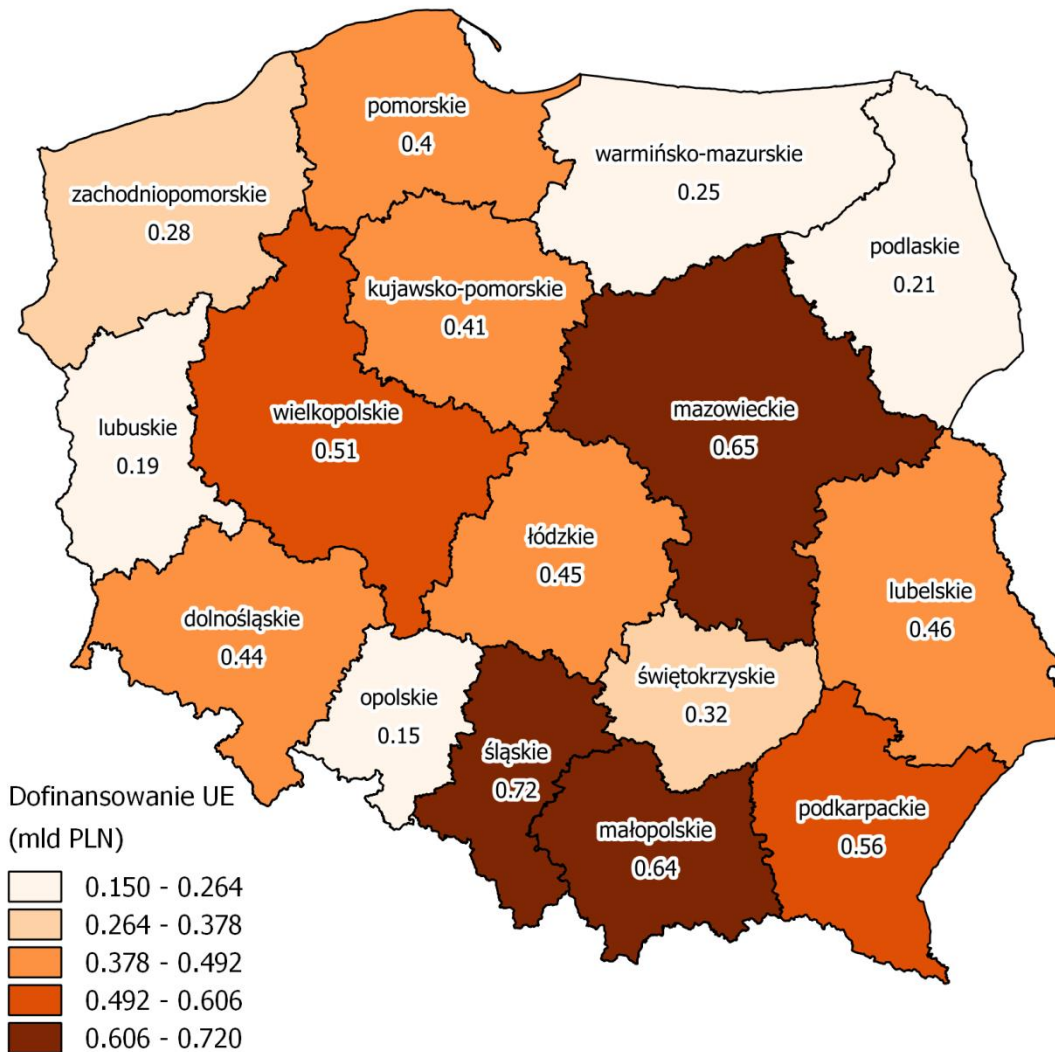 pomorskie
0.4
warmińsko-mazurskie
0.25
zachodniopomorskie
0.28
podlaskie
0.21
kujawsko-pomorskie
0.41
wielkopolskie
0.51
mazowieckie
0.65
lubuskie
0.19
łódzkie
0.45
lubelskie
0.46
dolnośląskie
0.44
świętokrzyskie
0.32
opolskie
0.15
śląskie
0.72
małopolskie
0.64
podkarpackie
0.56
Dofinansowanie UE
(mld PLN)
0.150 - 0.264
0.264 - 0.378
0.378 - 0.492
0.492 - 0.606
0.606 - 0.720